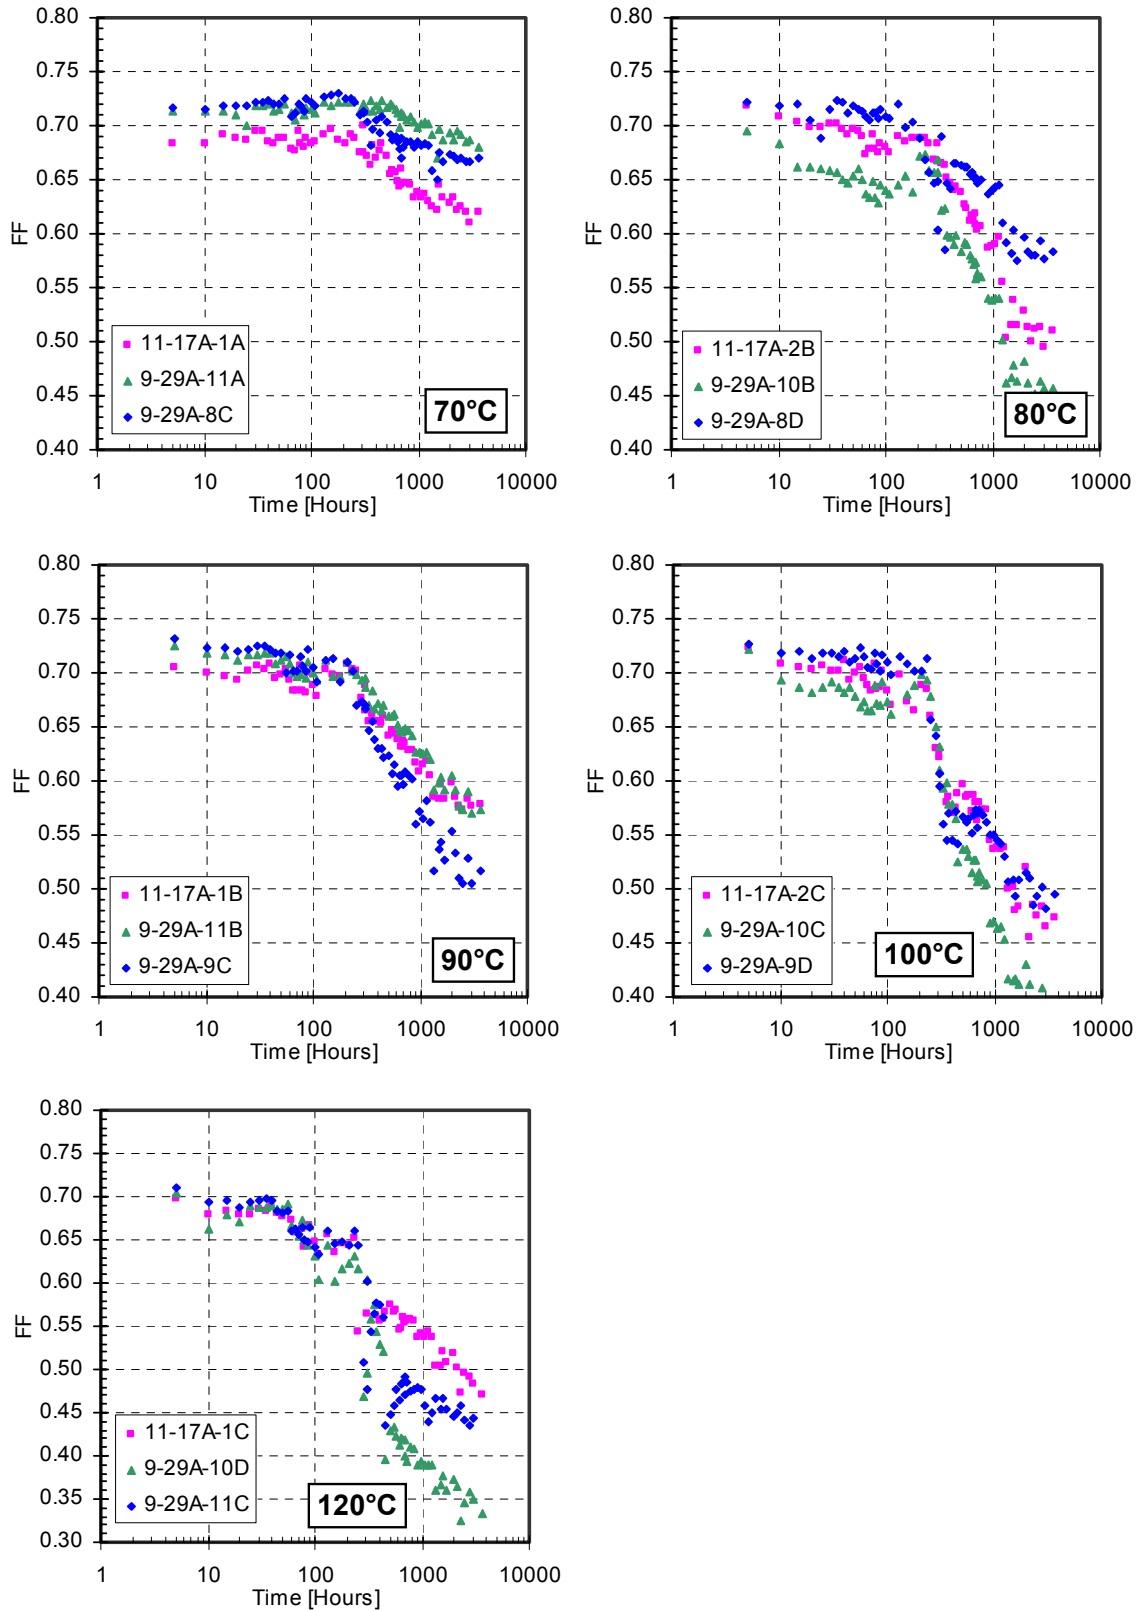 0.80
0.75
0.70
0.65
0.60
0.55
0.50
0.45
0.40
FF
11-17A-1A
9-29A-11A
9-29A-8C
70°C
1 10 100 1000 10000
Time [Hours]
0.80
0.75
0.70
0.65
0.60
0.55
0.50
0.45
0.40
FF
11-17A-2B
9-29A-10B
9-29A-8D
80°C
1 10 100 1000 10000
Time [Hours]
0.80
0.75
0.70
0.65
0.60
0.55
0.50
0.45
0.40
FF
11-17A-1B
9-29A-11B
9-29A-9C
90°C
1 10 100 1000 10000
Time [Hours]
0.80
0.75
0.70
0.65
0.60
0.55
0.50
0.45
0.40
FF
11-17A-2C
9-29A-10C
9-29A-9D
100°C
1 10 100 1000 10000
Time [Hours]
0.80
0.75
0.70
0.65
0.60
0.55
0.50
0.45
0.40
0.35
0.30
FF
11-17A-1C
9-29A-10D
9-29A-11C
120°C
1 10 100 1000 10000
Time [Hours]